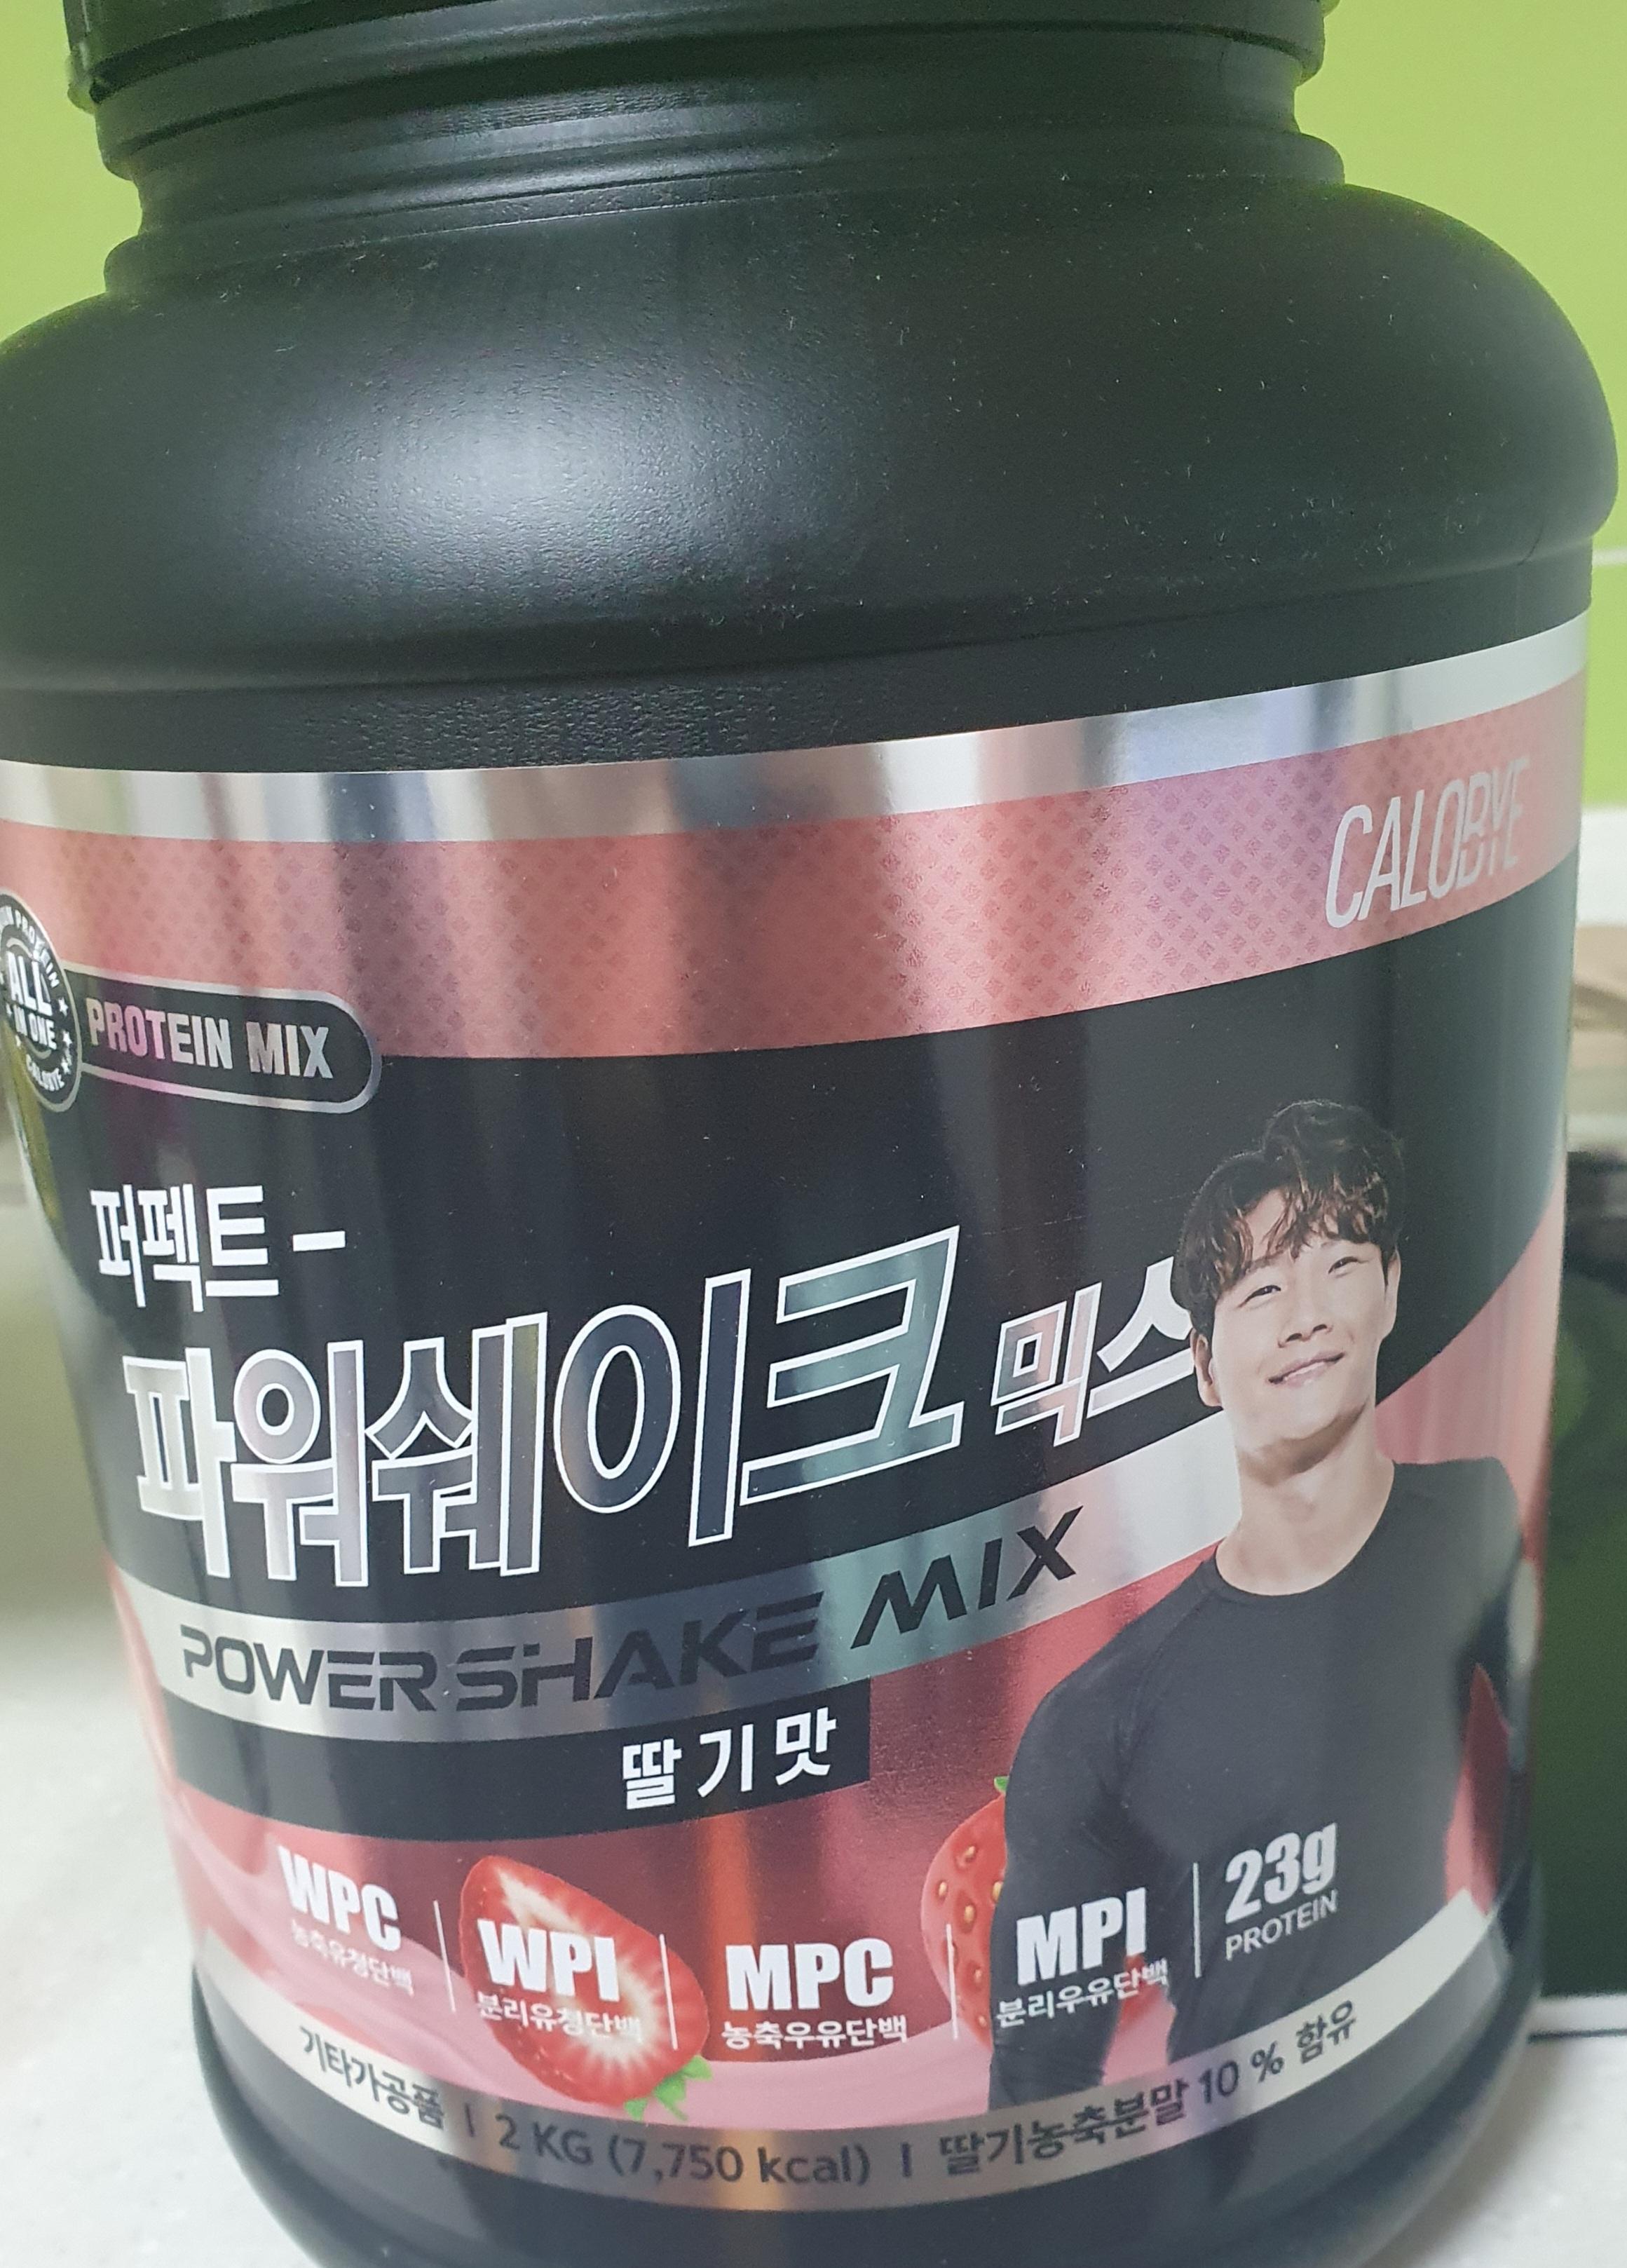 CALOBYE
ALL
IN ONE
CALOBYE
PROTEIN MIX
퍼펙트-
파워쉐이크 믹스
POWER SHAKE MIX
딸기맛
WPC
농축유청단백
WPI
분리유청단백
MPC
농축우유단백
MPI
분리우유단백
23g
PROTEIN
기타가공품 | 2 KG (7,750 kcal) | 딸기농축분말 10 % 함유